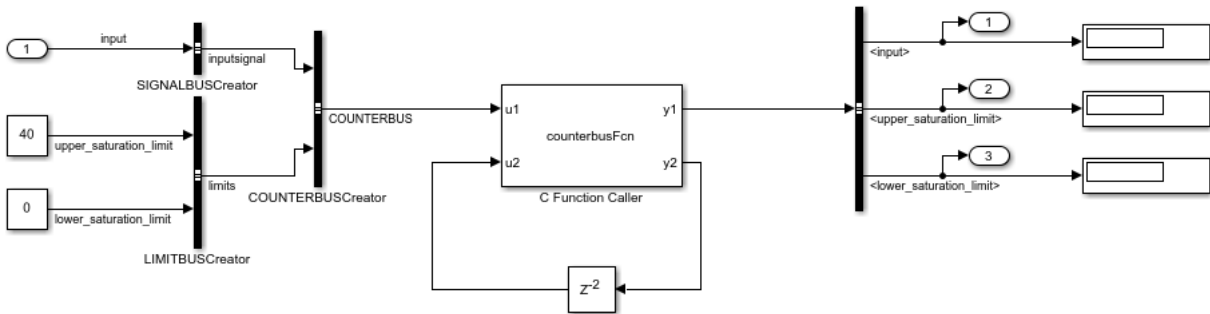 1
input
inputsignal
SIGNALBUSCreator
40
upper_saturation_limit
0
lower_saturation_limit
limits
LIMITBUSCreator
COUNTERBUS
COUNTERBUSCreator
u1
y1
counterbusFcn
u2
y2
C Function Caller
Z-2
1
<input>
2
<upper_saturation_limit>
3
<lower_saturation_limit>